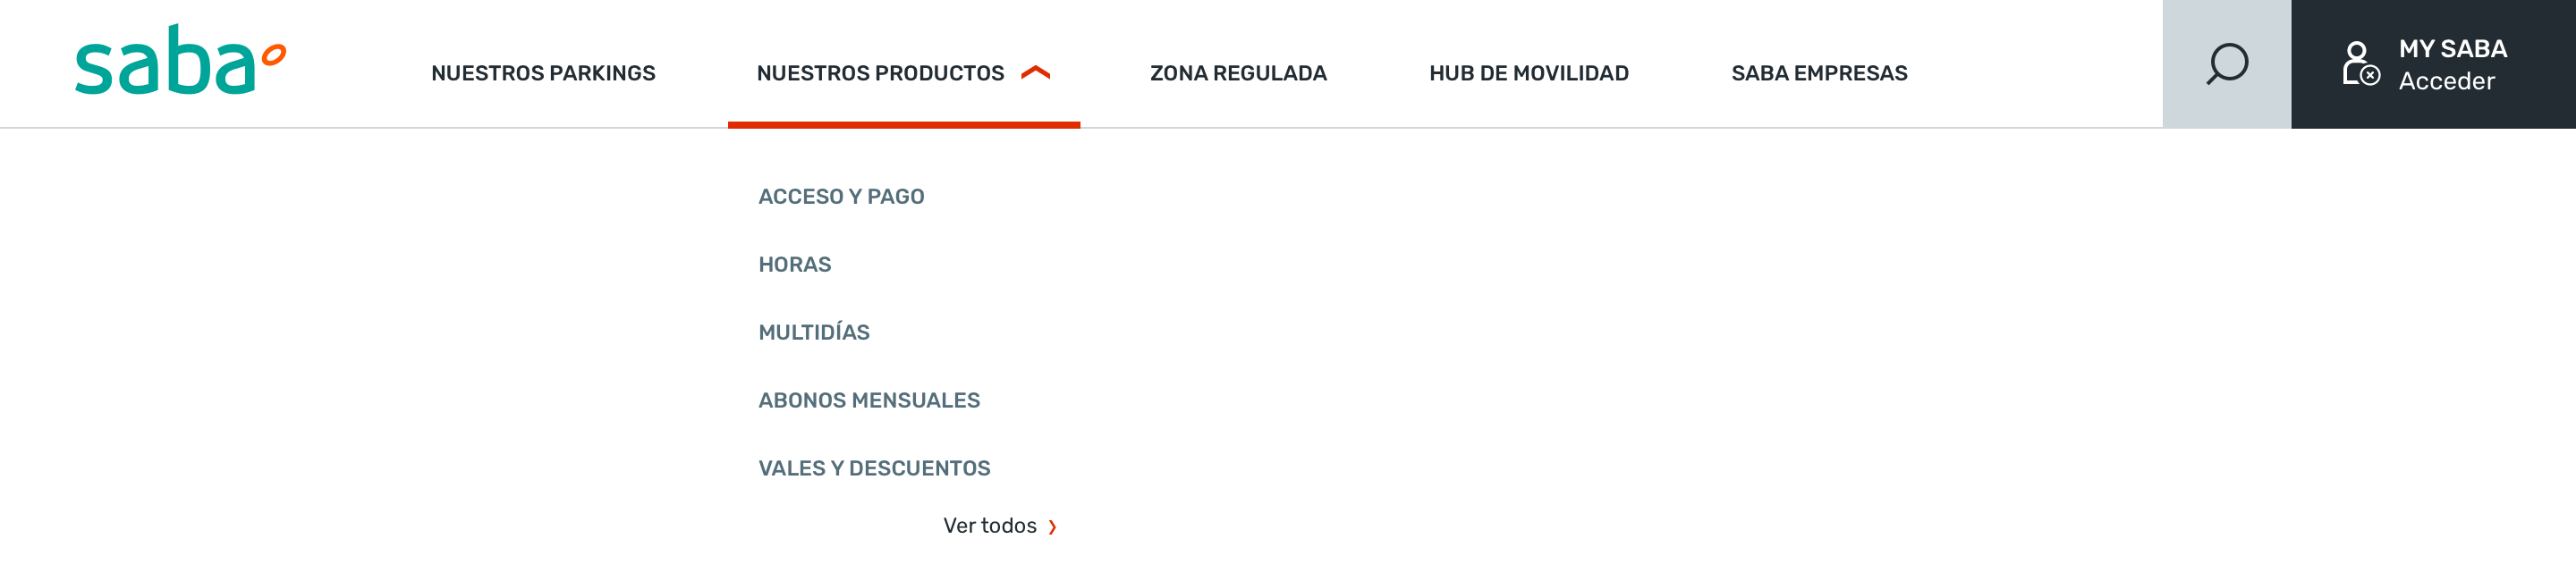 saba
NUESTROS PARKINGS
NUESTROS PRODUCTOS
ZONA REGULADA
HUB DE MOVILIDAD
SABA EMPRESAS
MY SABA
Acceder
ACCESO Y PAGO
HORAS
MULTIDÍAS
ABONOS MENSUALES
VALES Y DESCUENTOS
Ver todos